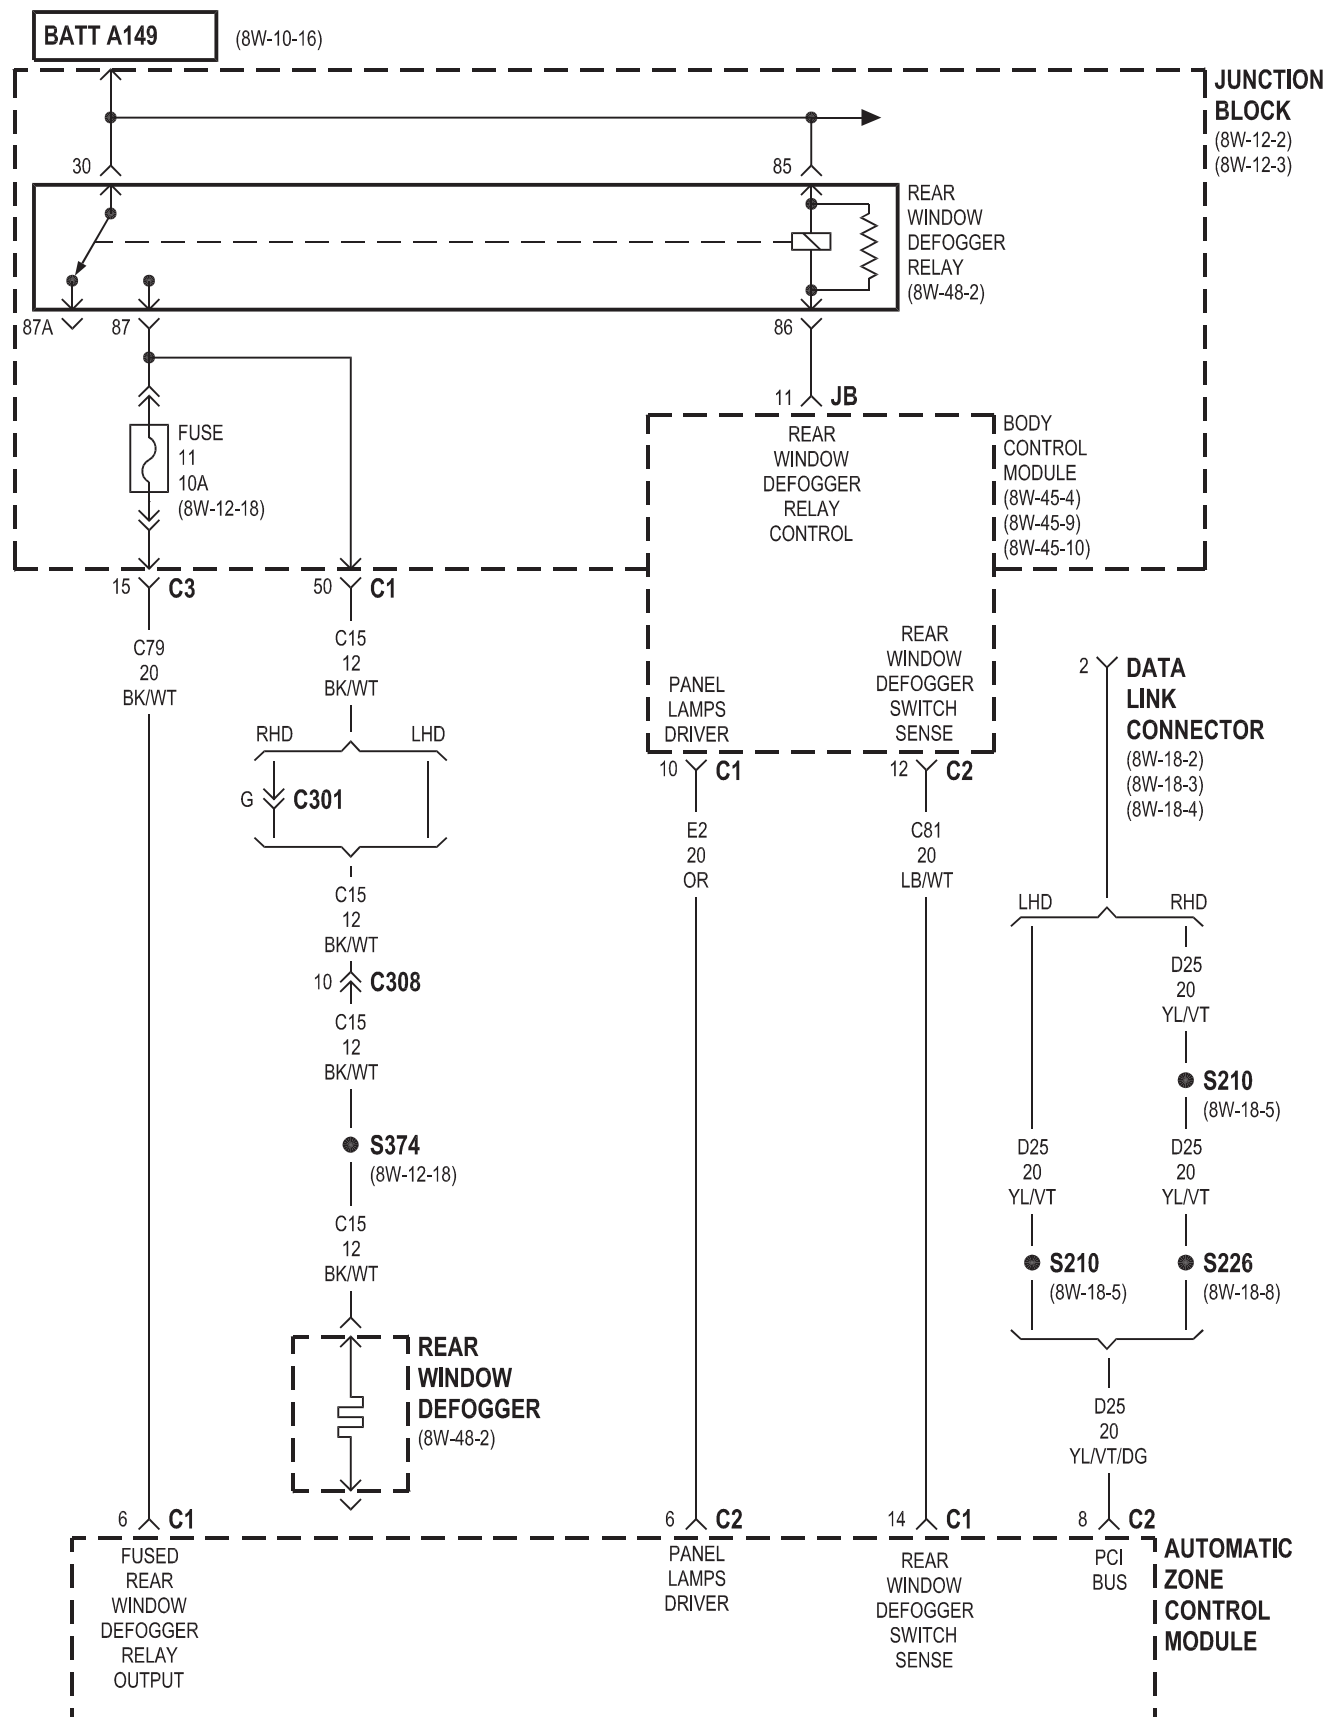 BATT A149
(8W-10-16)
JUNCTION
BLOCK
(8W-12-2)
(8W-12-3)
30
85
REAR
WINDOW
DEFOGGER
RELAY
(8W-48-2)
87A
87
86
11
JB
FUSE
11
10A
(8W-12-18)
REAR
WINDOW
DEFOGGER
RELAY
CONTROL
BODY
CONTROL
MODULE
(8W-45-4)
(8W-45-9)
(8W-45-10)
15
C3
50
C1
C79
20
BK/WT
C15
12
BK/WT
PANEL
LAMPS
DRIVER
REAR
WINDOW
DEFOGGER
SWITCH
SENSE
2
DATA
LINK
CONNECTOR
(8W-18-2)
(8W-18-3)
(8W-18-4)
RHD
LHD
G
C301
10
C1
12
C2
E2
20
OR
C81
20
LB/WT
C15
12
BK/WT
LHD
RHD
10
C308
D25
20
YL/VT
C15
12
BK/WT
S210
(8W-18-5)
S374
(8W-12-18)
D25
20
YL/VT
D25
20
YL/VT
C15
12
BK/WT
S210
(8W-18-5)
S226
(8W-18-8)
REAR
WINDOW
DEFOGGER
(8W-48-2)
D25
20
YL/VT/DG
6
C1
6
C2
14
C1
8
C2
FUSED
REAR
WINDOW
DEFOGGER
RELAY
OUTPUT
PANEL
LAMPS
DRIVER
REAR
WINDOW
DEFOGGER
SWITCH
SENSE
PCI
BUS
AUTOMATIC
ZONE
CONTROL
MODULE